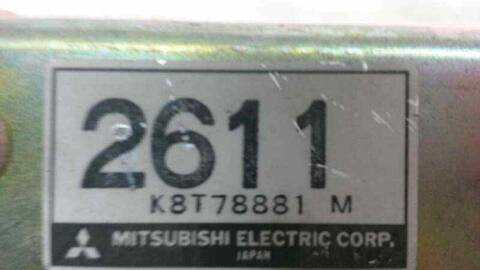 2611
K8T78881 M
MITSUBISHI ELECTRIC CORP.
JAPAN